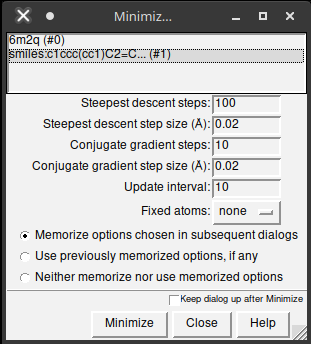 Minimiz...
6m2q (#0)
smiles:c1ccc(cc1)C2=C... (#1)
Steepest descent steps: 100
Steepest descent step size (Å): 0.02
Conjugate gradient steps: 10
Conjugate gradient step size (Å): 0.02
Update interval: 10
Fixed atoms: none
Memorize options chosen in subsequent dialogs
Use previously memorized options, if any
Neither memorize nor use memorized options
Keep dialog up after Minimize
Minimize Close Help